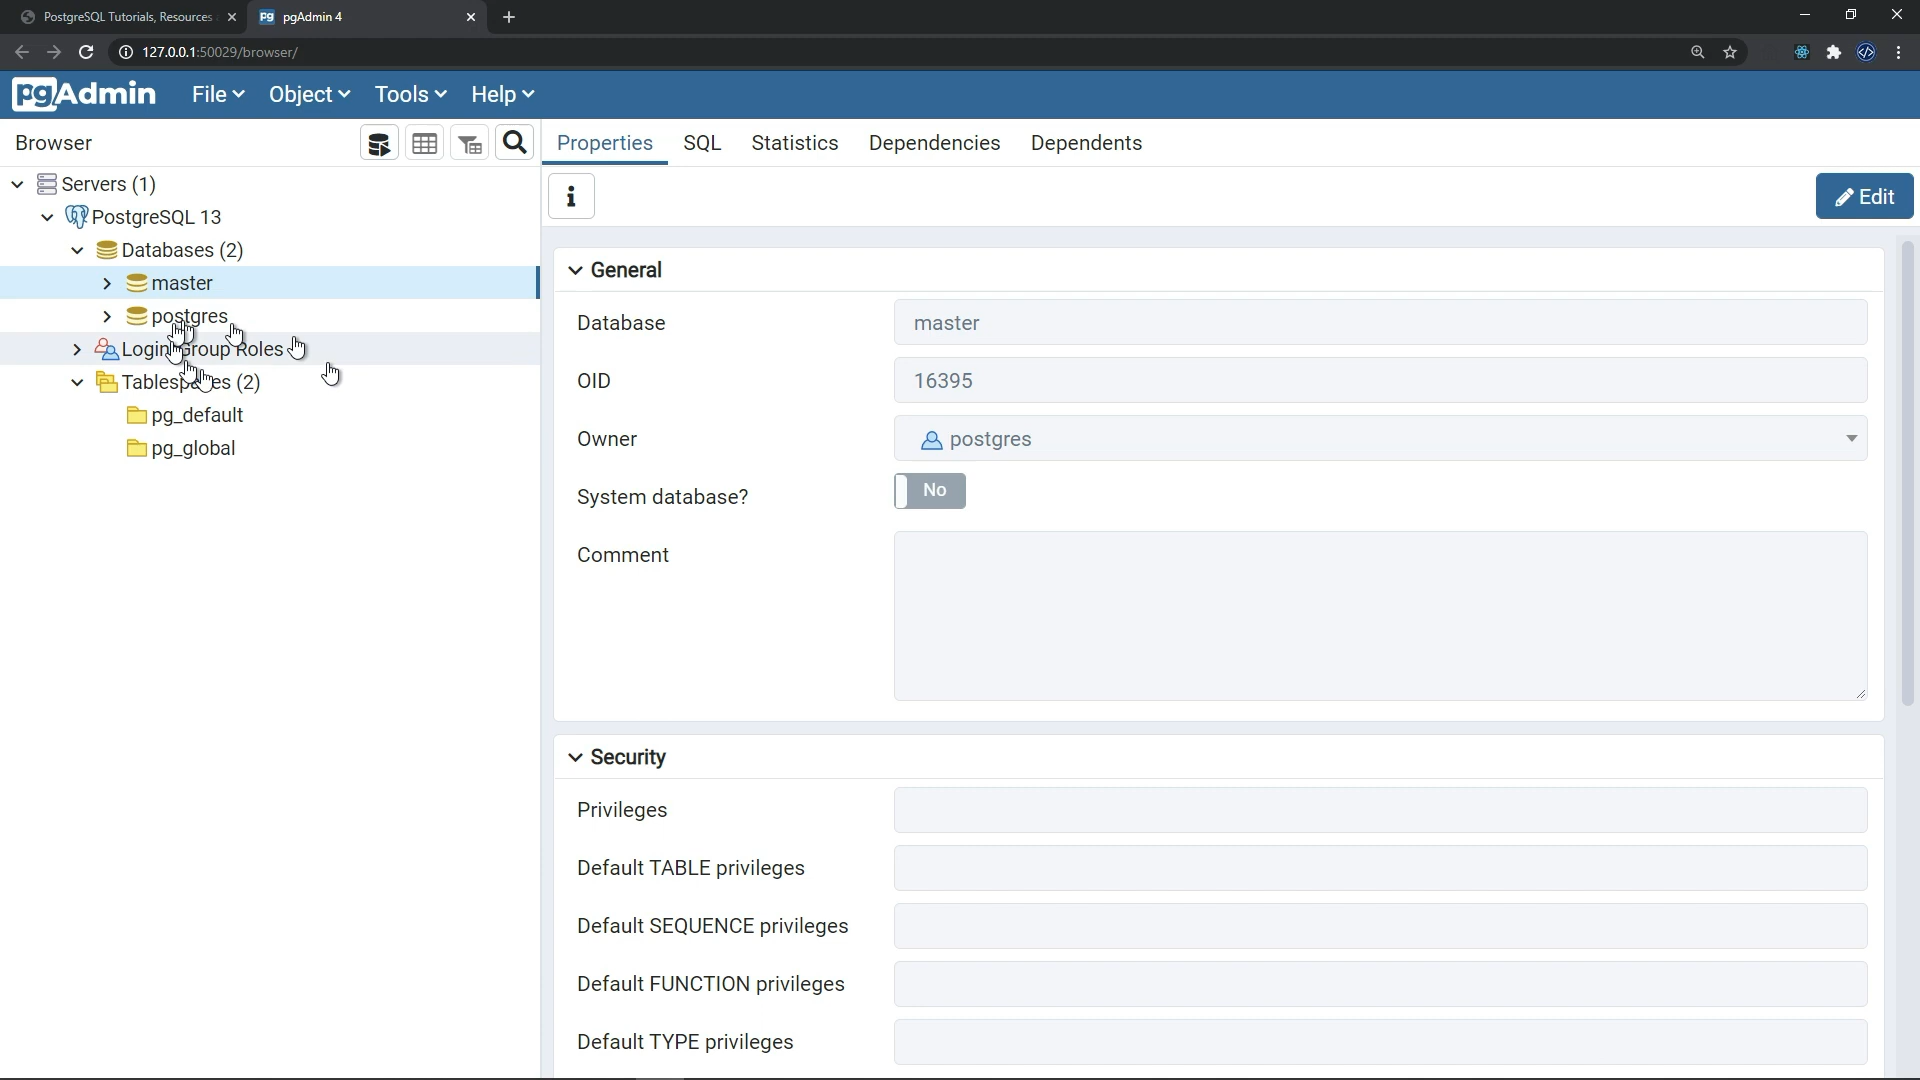 PostgreSQL Tutorials, Resources
pgAdmin 4
127.0.0.1:50029/browser/
pgAdmin File Object Tools Help
Browser
Properties SQL Statistics Dependencies Dependents
Servers (1)
PostgreSQL 13
Databases (2)
master
postgres
Login/Group Roles
Tablespaces (2)
pg_default
pg_global
i
Edit
General
Database master
OID 16395
Owner postgres
System database? No
Comment
Security
Privileges
Default TABLE privileges
Default SEQUENCE privileges
Default FUNCTION privileges
Default TYPE privileges